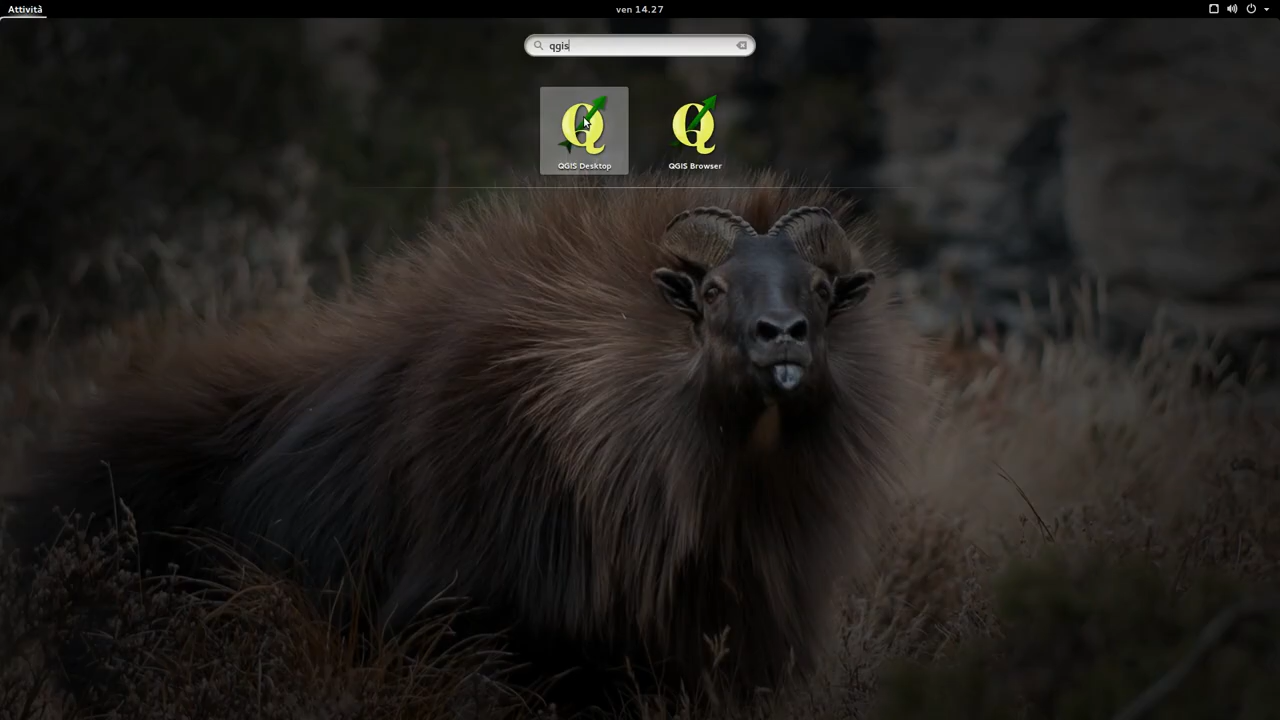 Attività
ven 14.27
qgis
QGIS Desktop
QGIS Browser